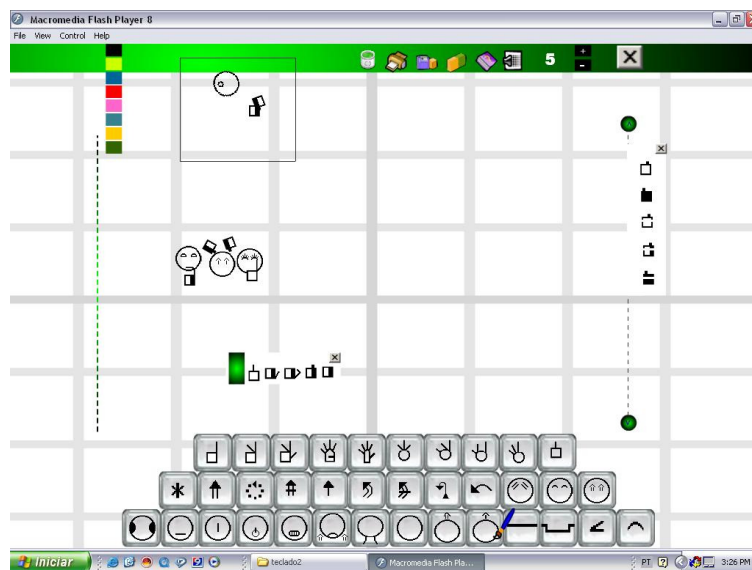 Macromedia Flash Player 8
File View Control Help
5
+
-
Iniciar
teclado2
Macromedia Flash Pla...
PT
3:26 PM